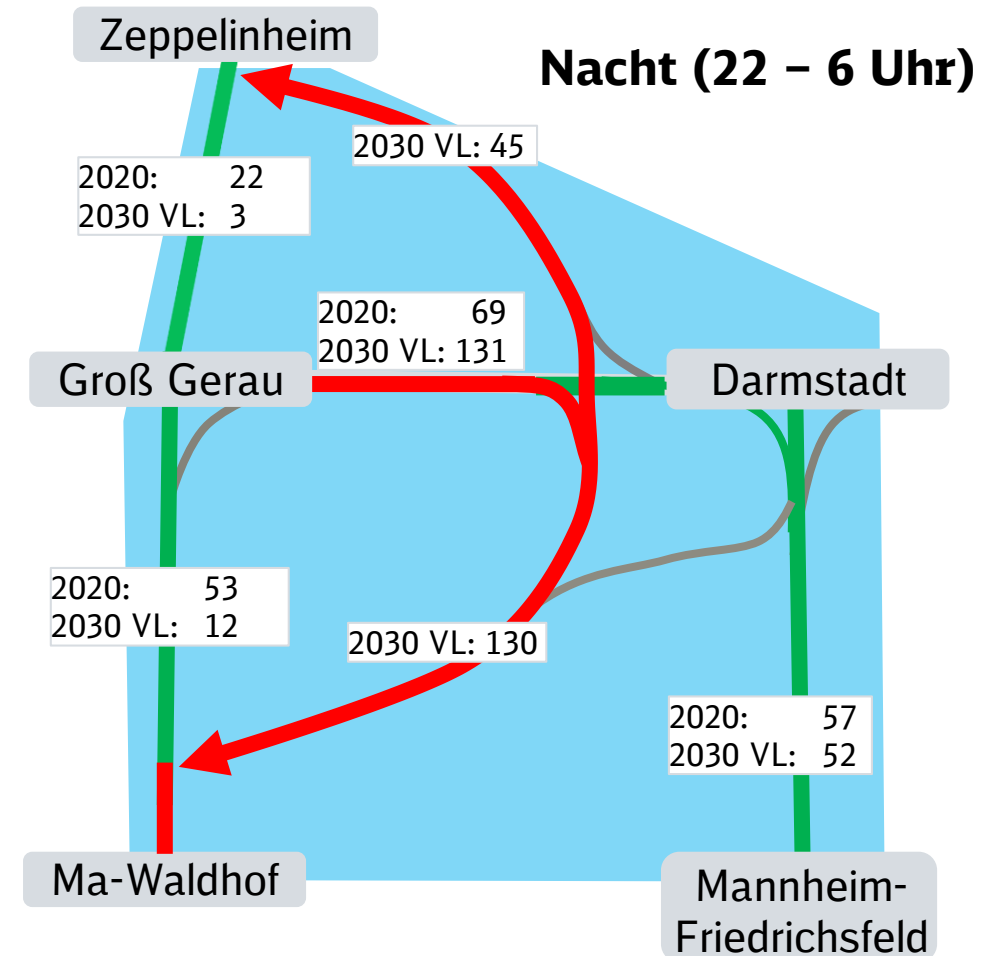 Zeppelinheim
Nacht (22 – 6 Uhr)
2030 VL: 45
2020: 22
2030 VL: 3
2020: 69
2030 VL: 131
Groß Gerau
Darmstadt
2020: 53
2030 VL: 12
2030 VL: 130
2020: 57
2030 VL: 52
Ma-Waldhof
Mannheim-
Friedrichsfeld